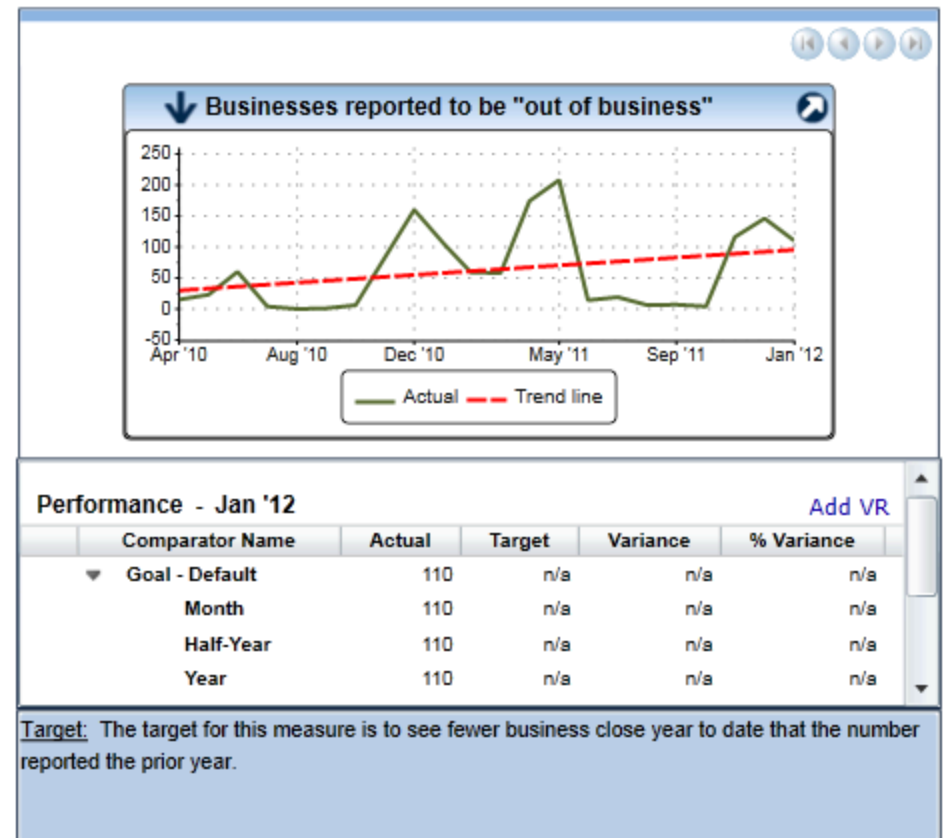 Businesses reported to be "out of business"
250
200
150
100
50
0
-50
Apr '10 Aug '10 Dec '10 May '11 Sep '11 Jan '12
Actual Trend line
Performance - Jan '12 Add VR
Comparator Name Actual Target Variance % Variance
Goal - Default 110 n/a n/a n/a
Month 110 n/a n/a n/a
Half-Year 110 n/a n/a n/a
Year 110 n/a n/a n/a
Target: The target for this measure is to see fewer business close year to date that the number
reported the prior year.